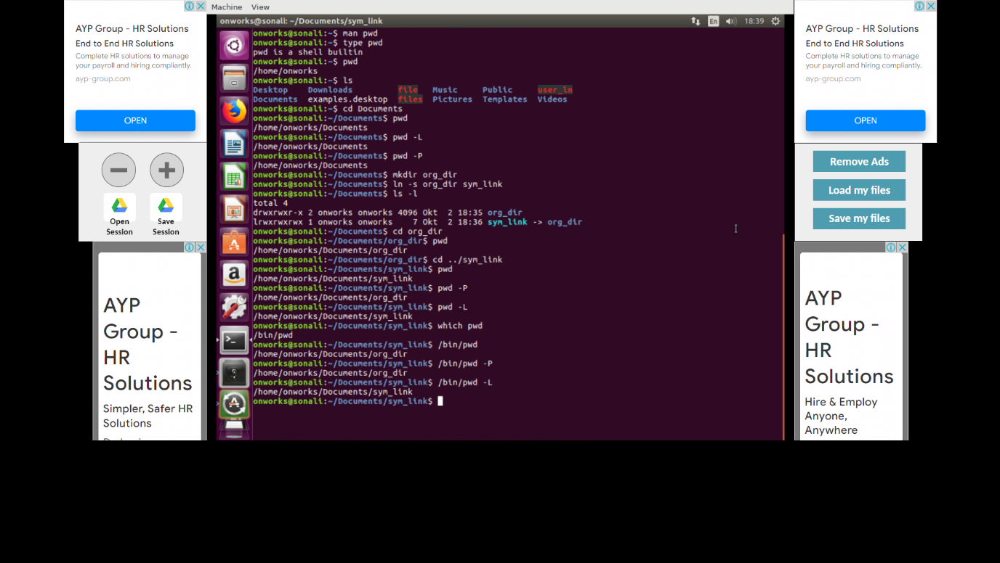 Machine View
onworks@sonali: ~/Documents/sym_link
En 18:39
AYP Group - HR Solutions
End to End HR Solutions
Complete HR solutions to manage
your payroll and hiring compliantly.
ayp-group.com
OPEN
Open
Session
Save
Session
AYP
Group -
HR
Solutions
Simpler, Safer HR
Solutions
onworks@sonali:~$ man pwd
onworks@sonali:~$ type pwd
pwd is a shell builtin
onworks@sonali:~$ pwd
/home/onworks
onworks@sonali:~$ ls
Desktop Downloads file Music Public user_ln
Documents examples.desktop files Pictures Templates Videos
onworks@sonali:~$ cd Documents
onworks@sonali:~/Documents$ pwd
/home/onworks/Documents
onworks@sonali:~/Documents$ pwd -L
/home/onworks/Documents
onworks@sonali:~/Documents$ pwd -P
/home/onworks/Documents
onworks@sonali:~/Documents$ mkdir org_dir
onworks@sonali:~/Documents$ ln -s org_dir sym_link
onworks@sonali:~/Documents$ ls -l
total 4
drwxrwxr-x 2 onworks onworks 4096 Okt 2 18:35 org_dir
lrwxrwxrwx 1 onworks onworks 7 Okt 2 18:36 sym_link -> org_dir
onworks@sonali:~/Documents$ cd org_dir
onworks@sonali:~/Documents/org_dir$ pwd
/home/onworks/Documents/org_dir
onworks@sonali:~/Documents/org_dir$ cd ../sym_link
onworks@sonali:~/Documents/sym_link$ pwd
/home/onworks/Documents/sym_link
onworks@sonali:~/Documents/sym_link$ pwd -P
/home/onworks/Documents/org_dir
onworks@sonali:~/Documents/sym_link$ pwd -L
/home/onworks/Documents/sym_link
onworks@sonali:~/Documents/sym_link$ which pwd
/bin/pwd
onworks@sonali:~/Documents/sym_link$ /bin/pwd
/home/onworks/Documents/org_dir
onworks@sonali:~/Documents/sym_link$ /bin/pwd -P
/home/onworks/Documents/org_dir
onworks@sonali:~/Documents/sym_link$ /bin/pwd -L
/home/onworks/Documents/sym_link
onworks@sonali:~/Documents/sym_link$
AYP Group - HR Solutions
End to End HR Solutions
Complete HR solutions to manage
your payroll and hiring compliantly.
ayp-group.com
OPEN
Remove Ads
Load my files
Save my files
AYP
Group -
HR
Solutions
Hire & Employ
Anyone,
Anywhere